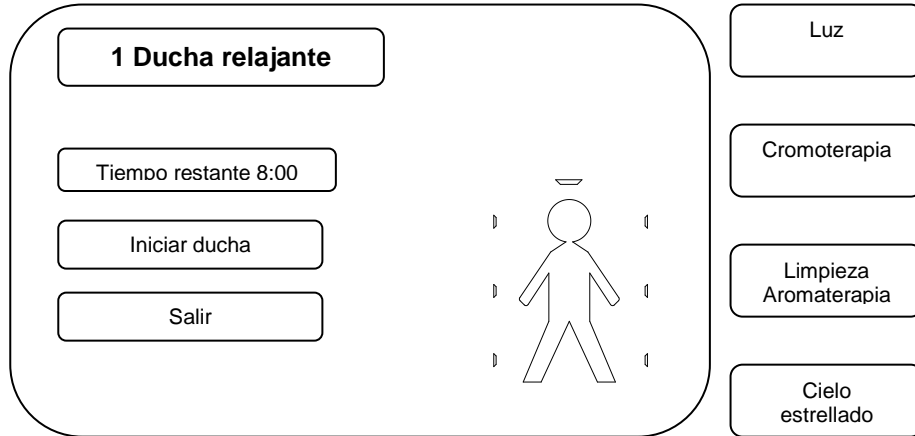 1 Ducha relajante
Tiempo restante 8:00
Iniciar ducha
Salir
Luz
Cromoterapia
Limpieza
Aromaterapia
Cielo
estrellado